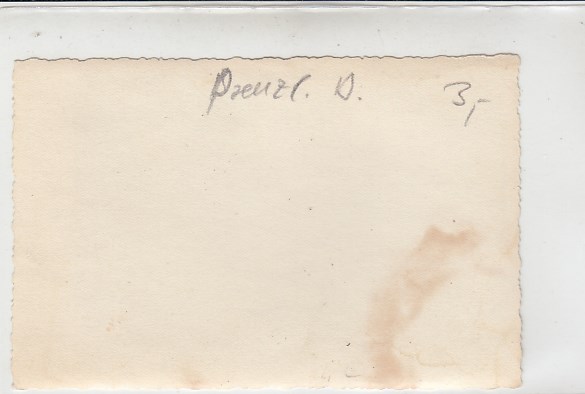 Prenzl. B. 3,-